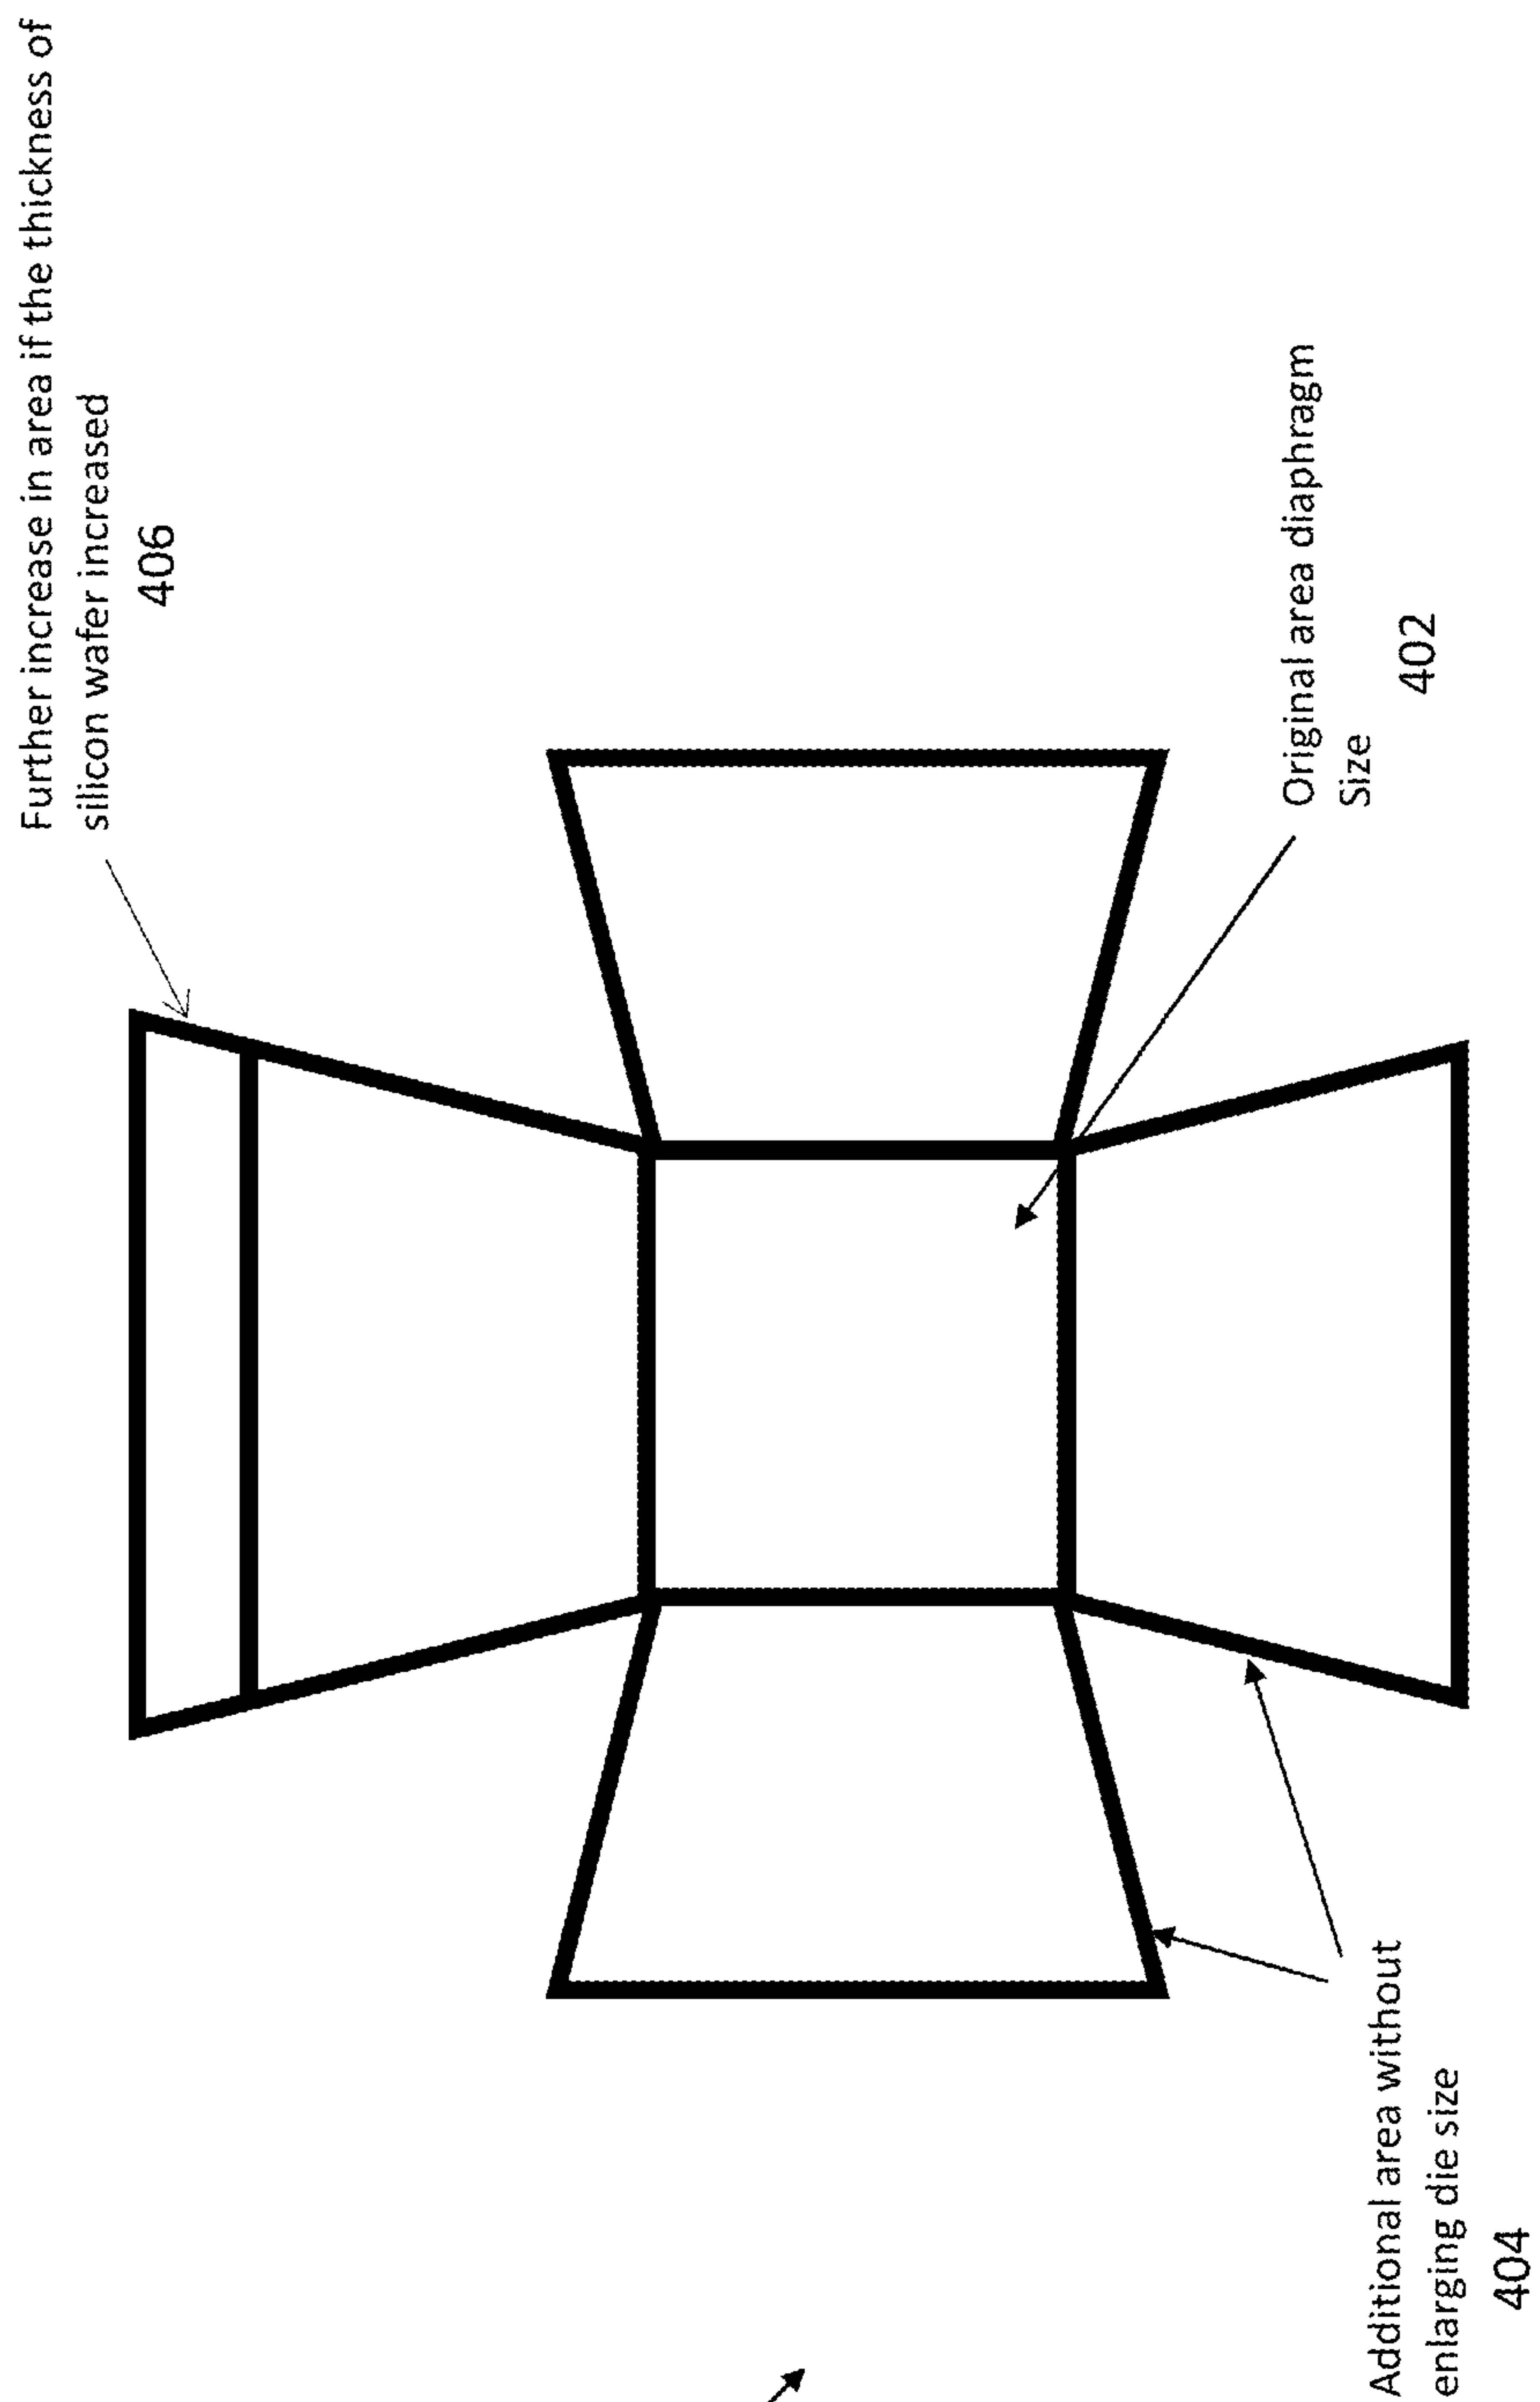 Further increase in area if the thickness of
silicon wafer increased
406
Original area diaphragm
Size
402
Additional area without
enlarging die size
404